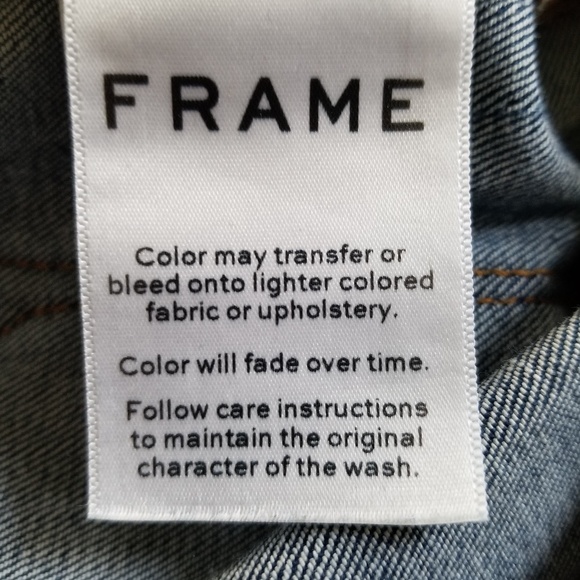 FRAME
Color may transfer or
bleed onto lighter colored
fabric or upholstery.
Color will fade over time.
Follow care instructions
to maintain the original
character of the wash.